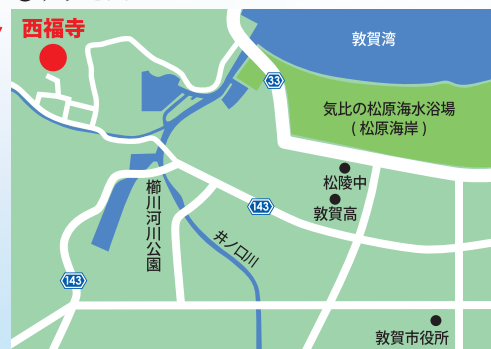 西福寺
敦賀湾
33
気比の松原海水浴場
(松原海岸)
松陵中
敦賀高
143
櫛川河川公園
井ノ口川
143
敦賀市役所